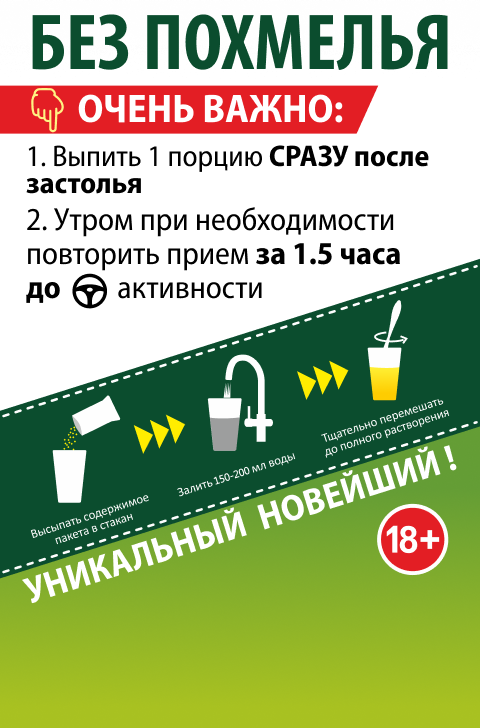 БЕЗ ПОХМЕЛЬЯ
ОЧЕНЬ ВАЖНО:
1. Выпить 1 порцию СРАЗУ после
застолья
2. Утром при необходимости
повторить прием за 1.5 часа
до активности
Высыпать содержимое
пакета в стакан
Залить 150-200 мл воды
Тщательно перемешать
до полного растворения
УНИКАЛЬНЫЙ НОВЕЙШИЙ !
18+